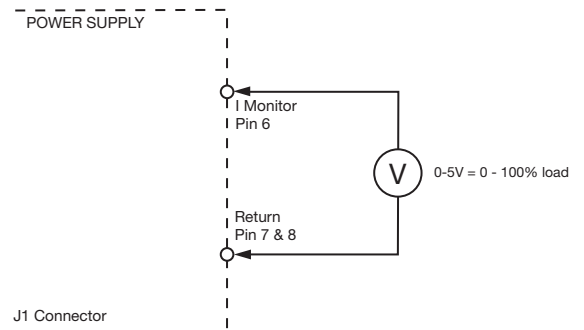 POWER SUPPLY
I Monitor
Pin 6
V
0-5V = 0 - 100% load
Return
Pin 7 & 8
J1 Connector